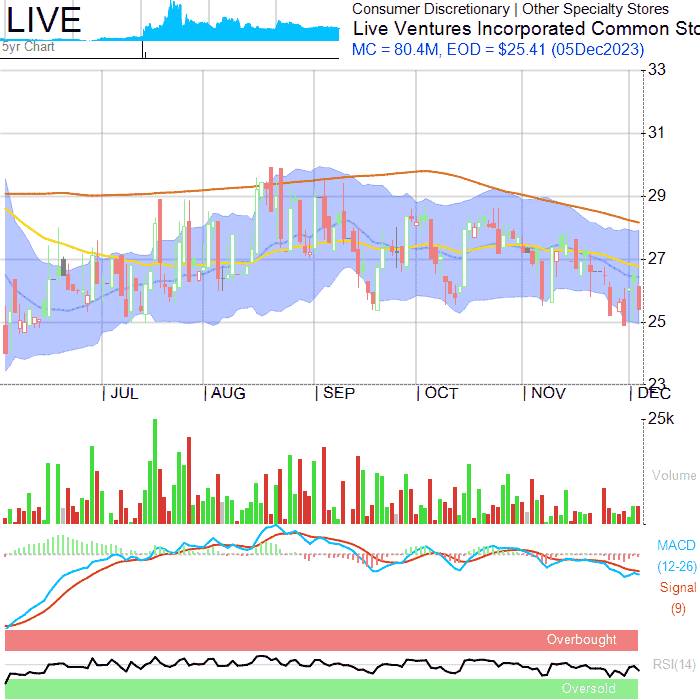 LIVE
5yr Chart
Consumer Discretionary | Other Specialty Stores
Live Ventures Incorporated Common Sto
MC = 80.4M, EOD = $25.41 (05Dec2023)
33
31
29
27
25
23
JUL AUG SEP OCT NOV DEC
25k
Volume
MACD
(12-26)
Signal
(9)
Overbought
RSI(14)
Oversold